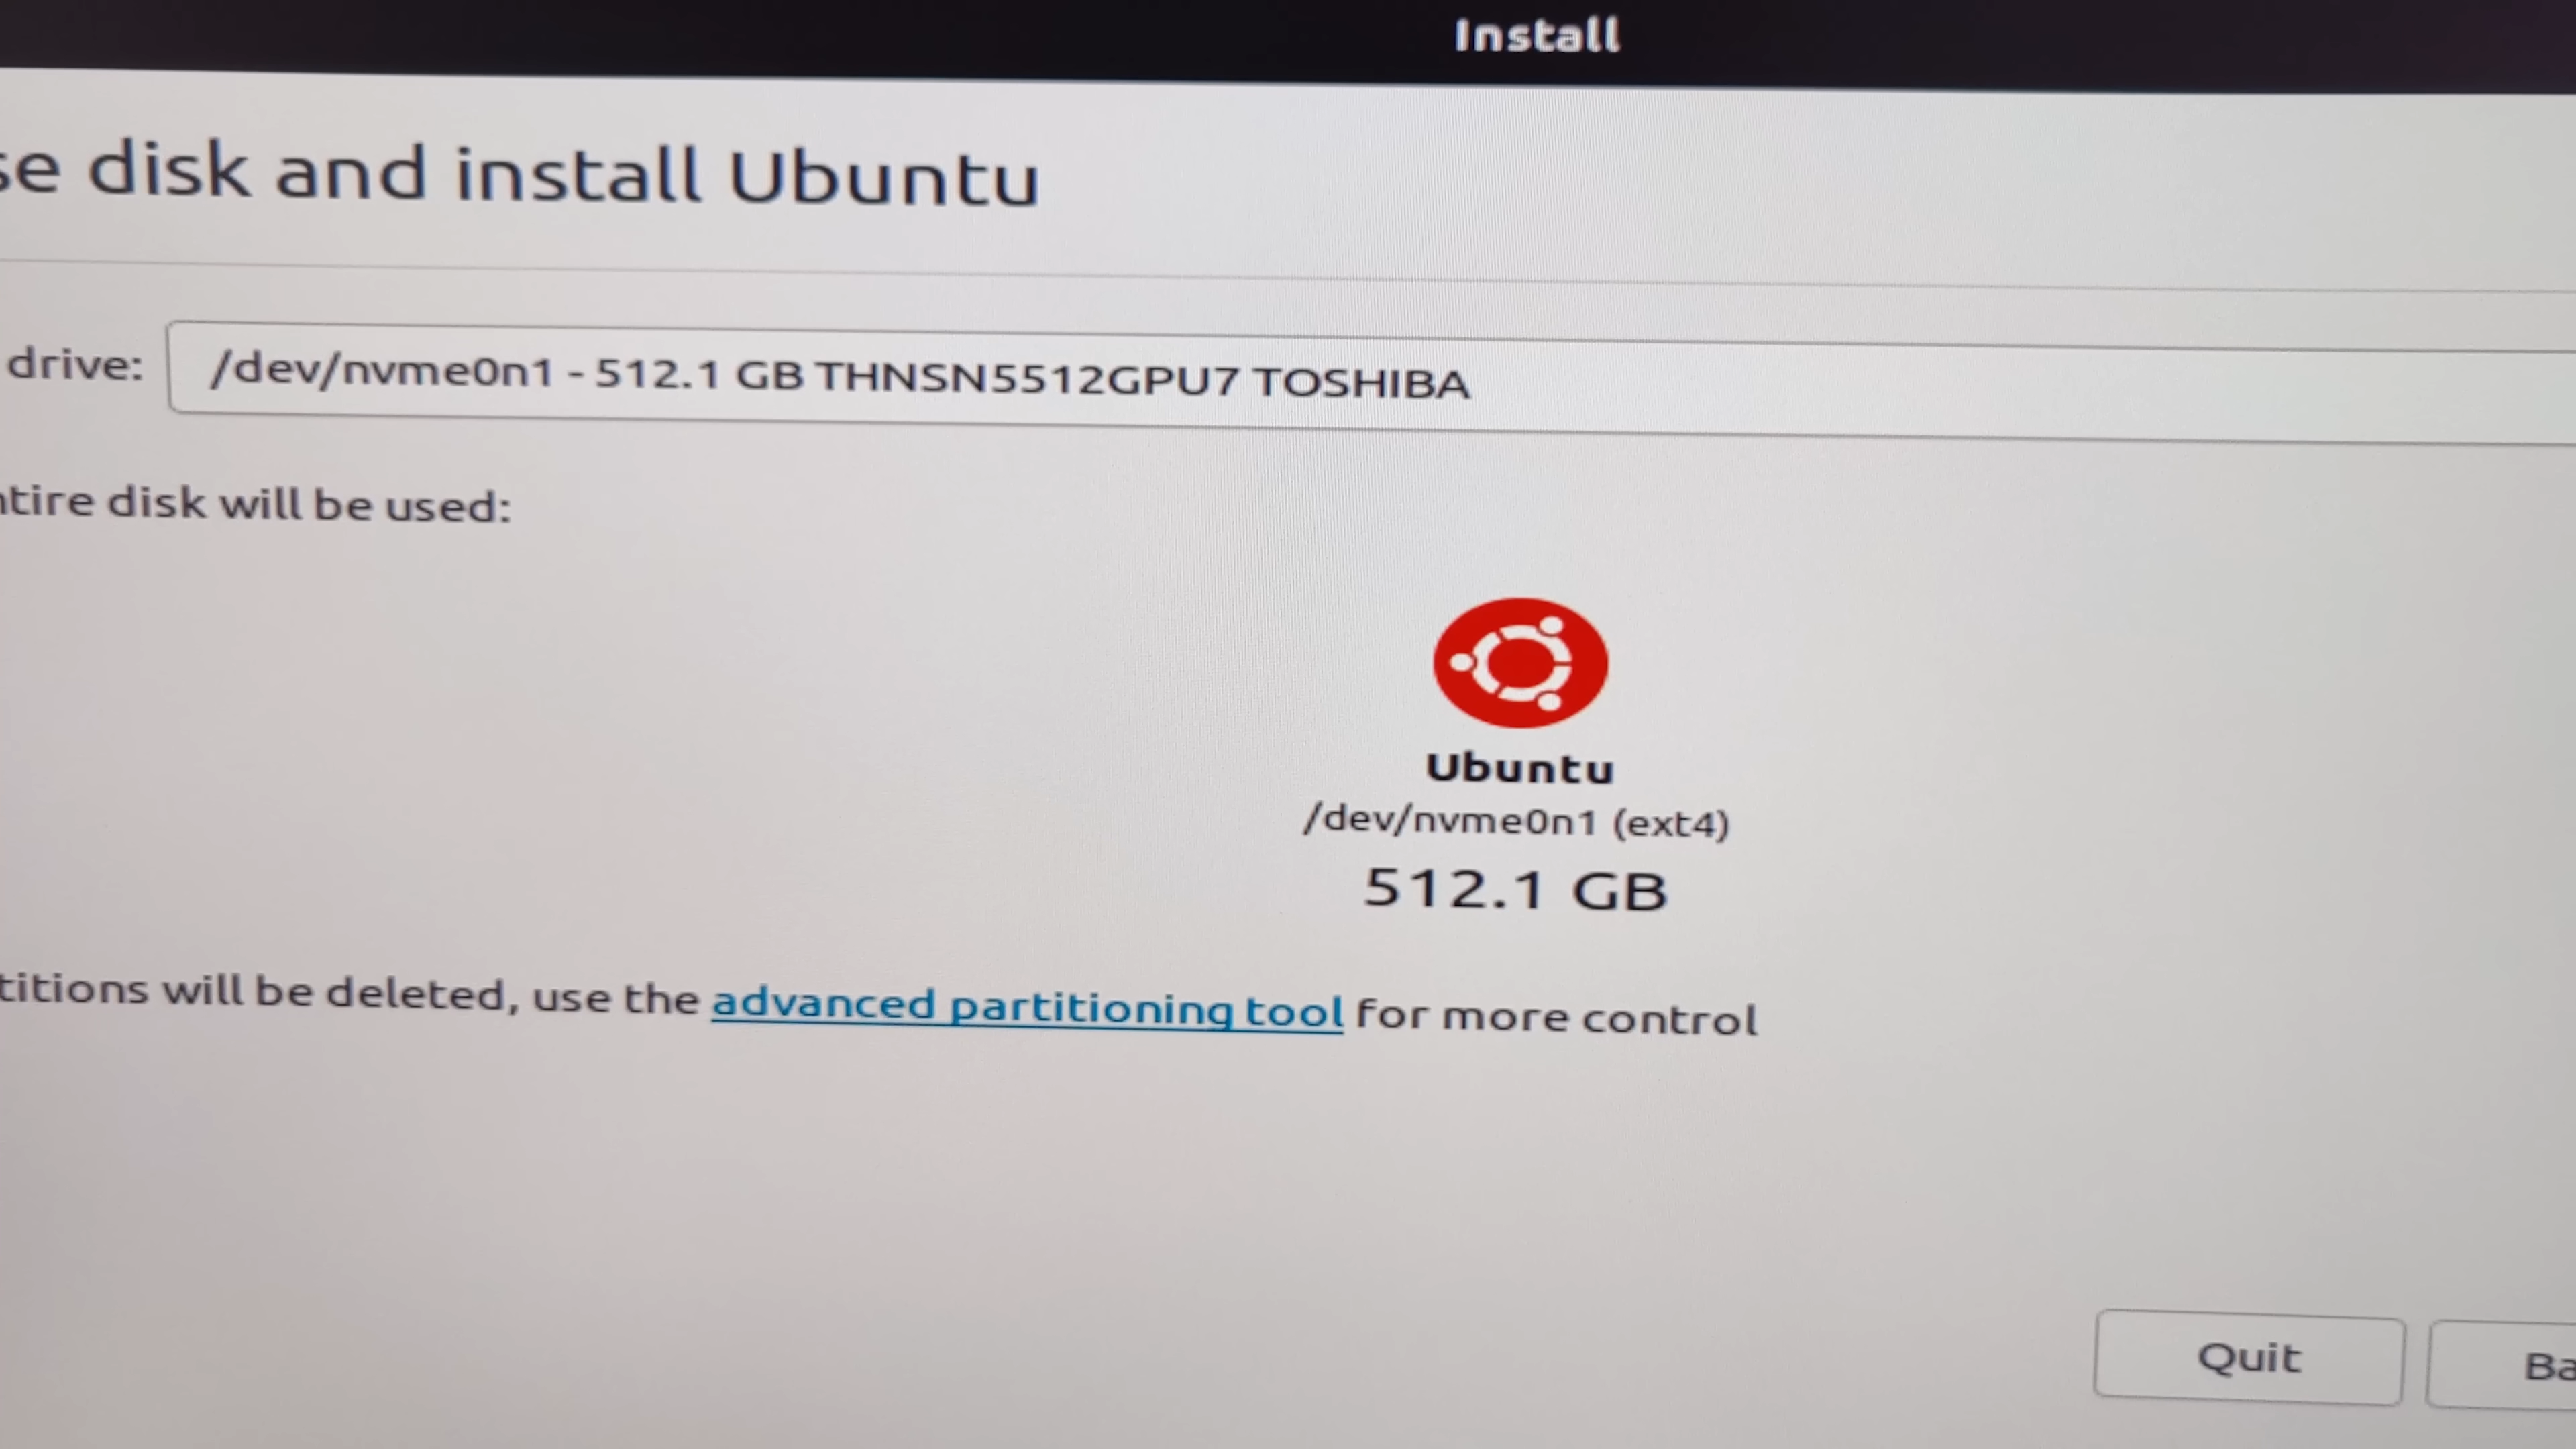 Install
se disk and install Ubuntu
drive: /dev/nvme0n1 - 512.1 GB THNSN5512GPU7 TOSHIBA
ntire disk will be used:
Ubuntu
/dev/nvme0n1 (ext4)
512.1 GB
titions will be deleted, use the advanced partitioning tool for more control
Quit
Ba